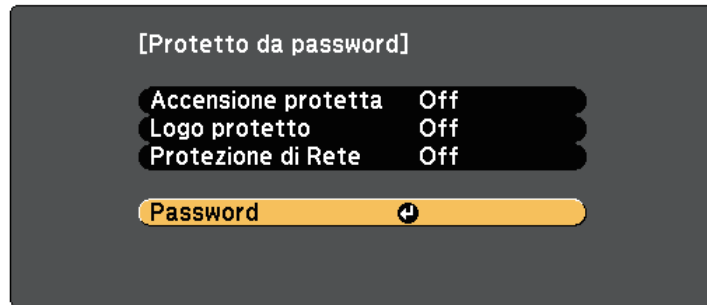 [Protetto da password]
Accensione protetta Off
Logo protetto Off
Protezione di Rete Off
Password